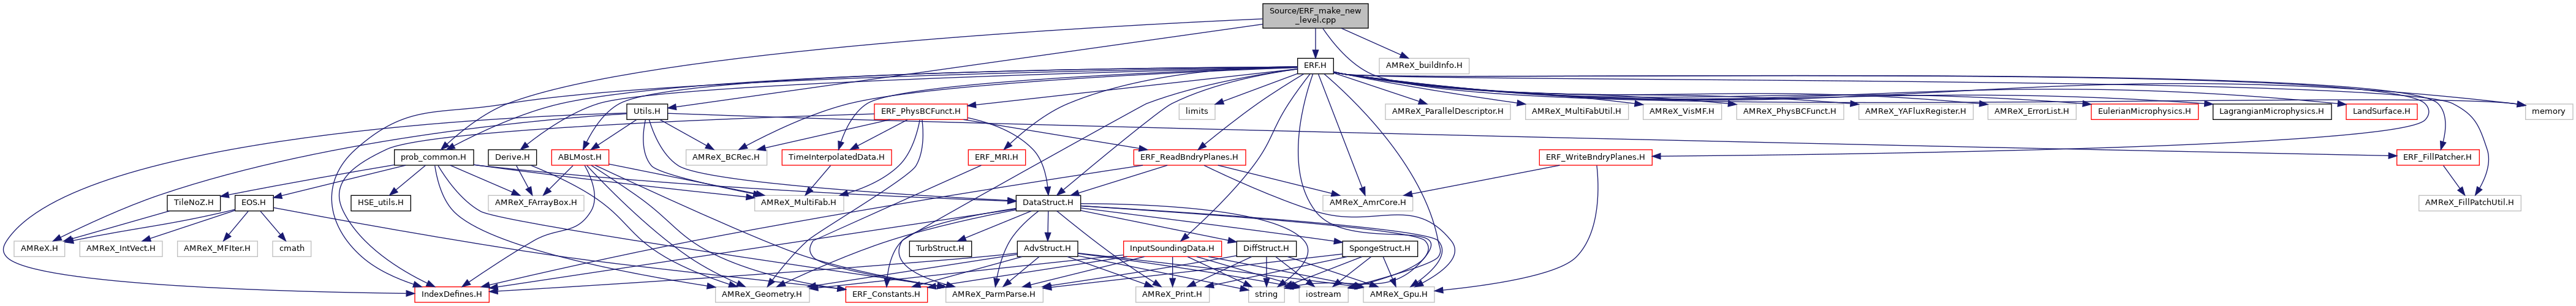 Source/ERF_make_new
_level.cpp
ERF.H
AMReX_buildInfo.H
Utils.H
ERF_PhysBCFunct.H
limits
AMReX_ParallelDescriptor.H
AMReX_MultiFabUtil.H
AMReX_VisMF.H
AMReX_PhysBCFunct.H
AMReX_YAFluxRegister.H
AMReX_ErrorList.H
EulerianMicrophysics.H
LagrangianMicrophysics.H
LandSurface.H
memory
prob_common.H
Derive.H
ABLMost.H
AMReX_BCRec.H
TimeInterpolatedData.H
ERF_MRI.H
ERF_ReadBndryPlanes.H
ERF_WriteBndryPlanes.H
ERF_FillPatcher.H
TileNoZ.H
EOS.H
HSE_utils.H
AMReX_FArrayBox.H
AMReX_MultiFab.H
DataStruct.H
AMReX_AmrCore.H
AMReX_FillPatchUtil.H
AMReX.H
AMReX_IntVect.H
AMReX_MFIter.H
cmath
TurbStruct.H
AdvStruct.H
InputSoundingData.H
DiffStruct.H
SpongeStruct.H
IndexDefines.H
AMReX_Geometry.H
ERF_Constants.H
AMReX_ParmParse.H
AMReX_Print.H
string
iostream
AMReX_Gpu.H